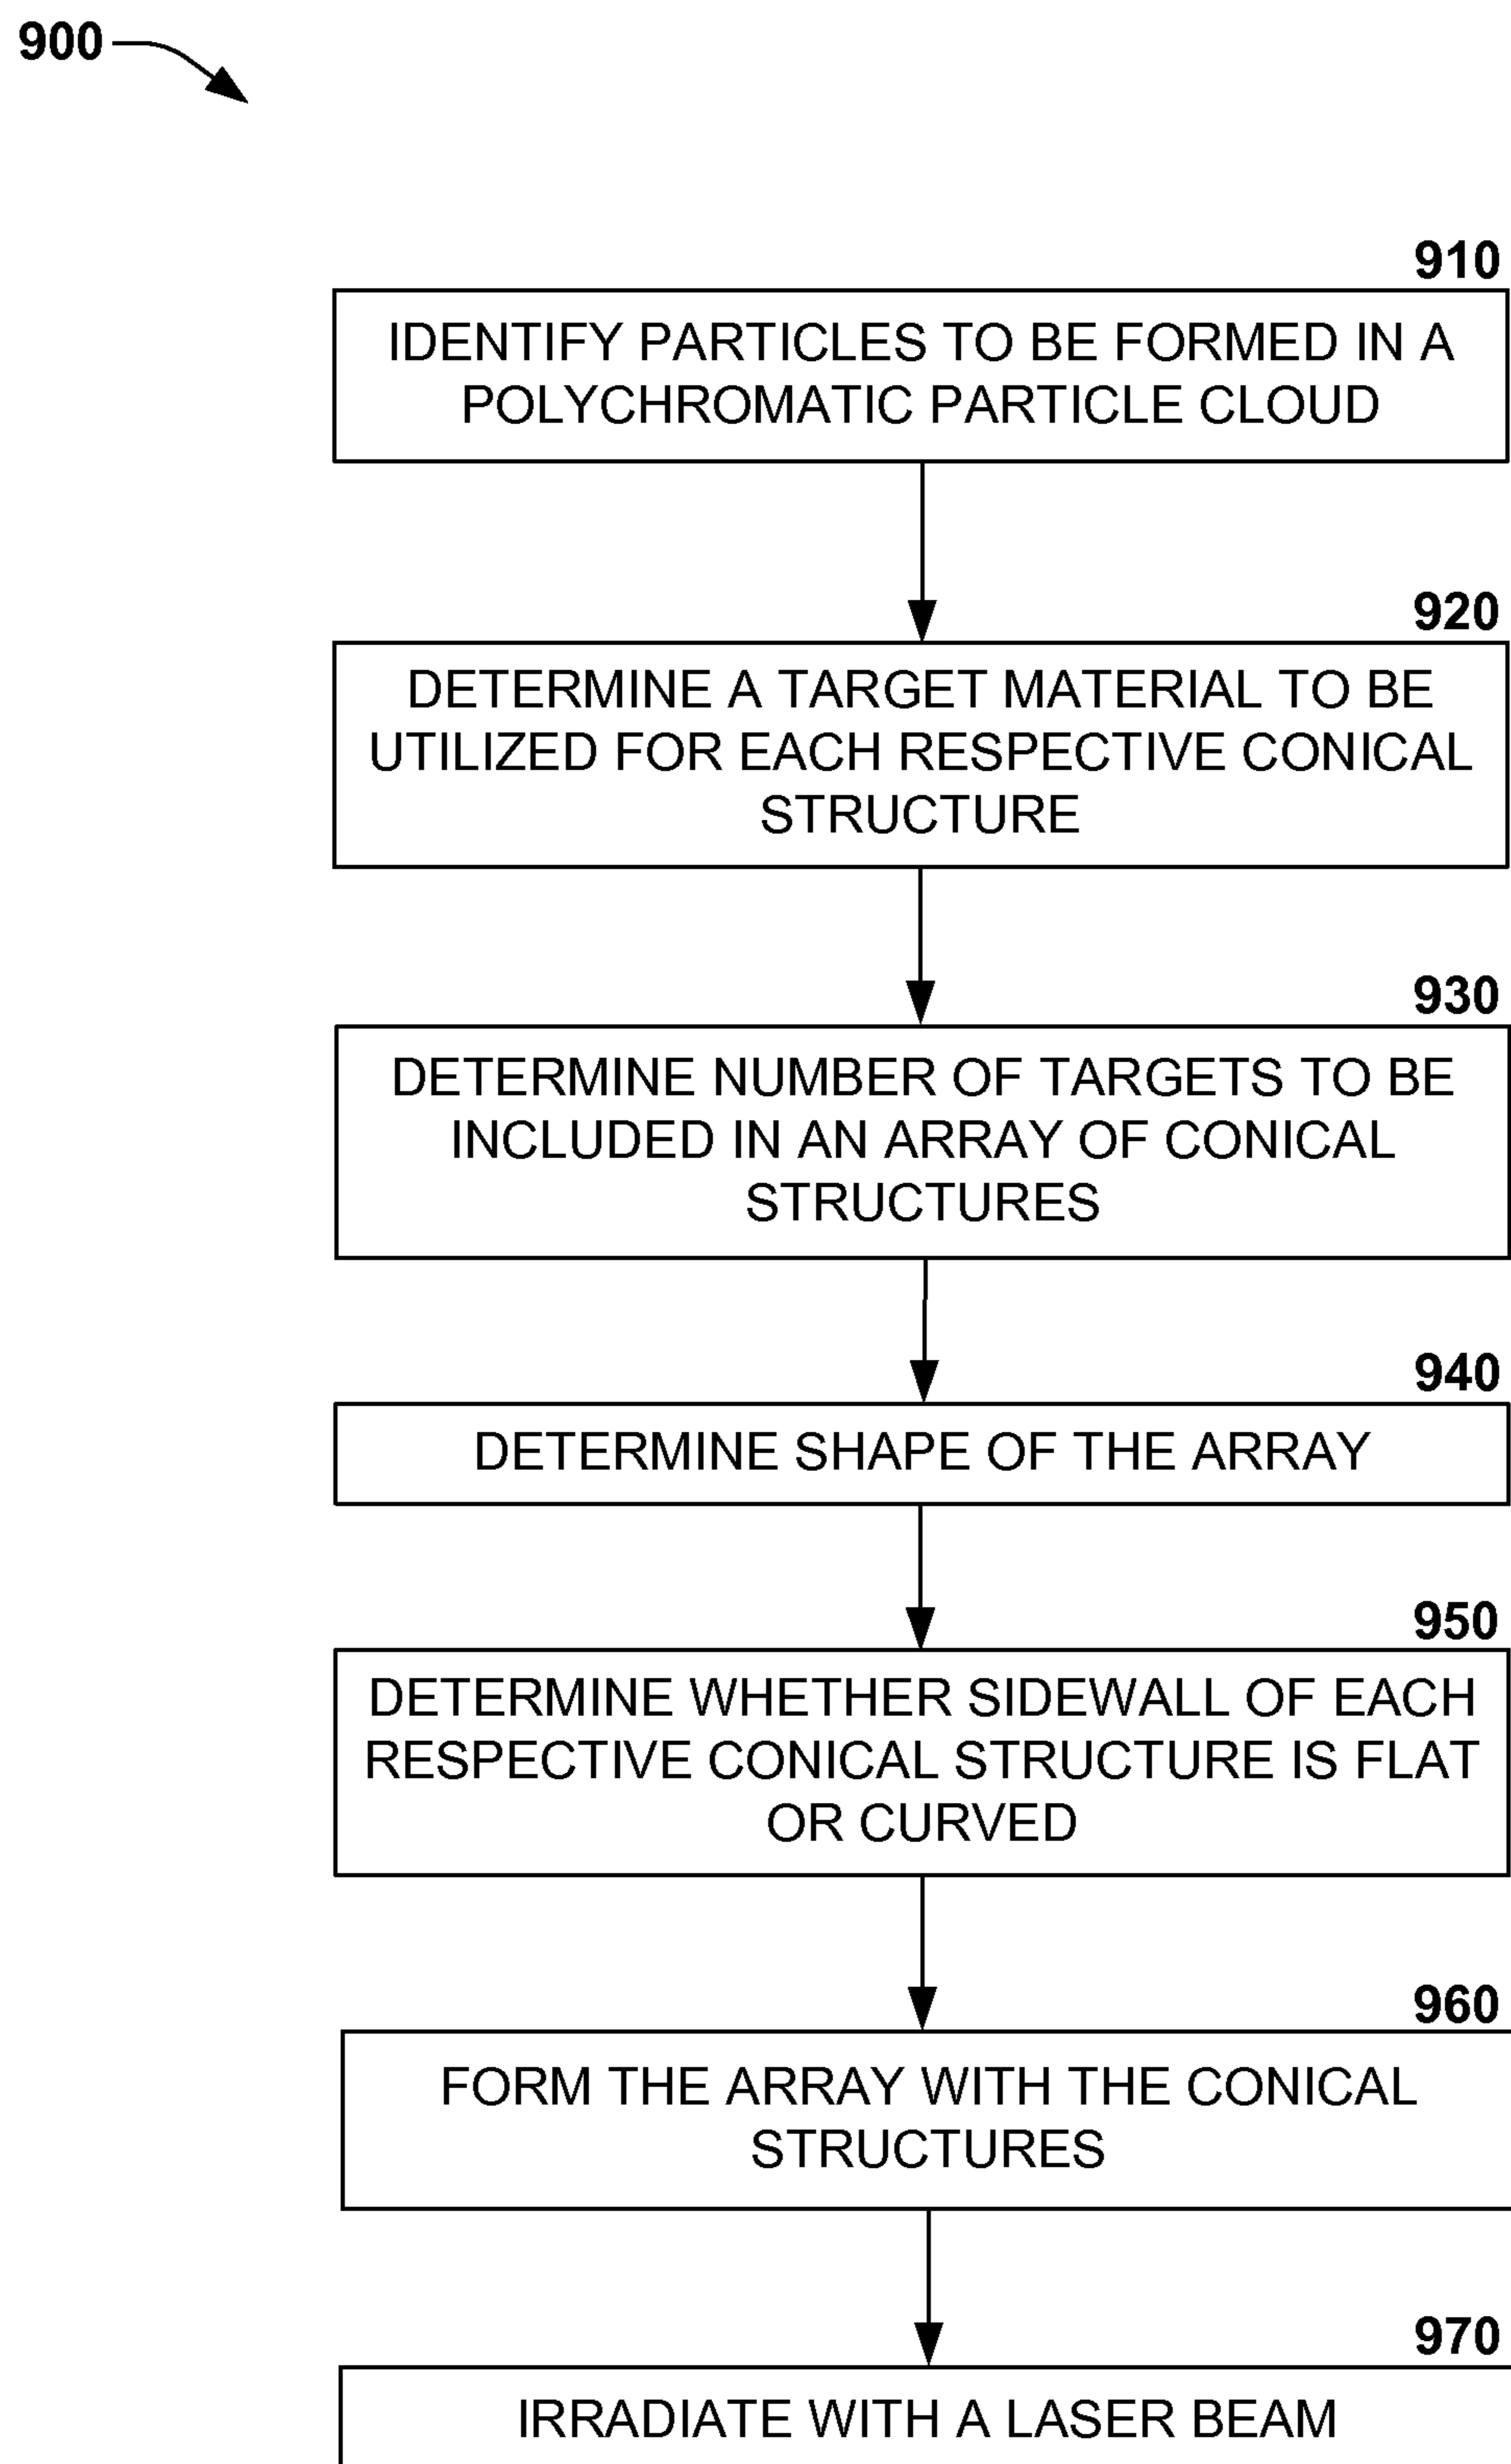 900
910
IDENTIFY PARTICLES TO BE FORMED IN A
POLYCHROMATIC PARTICLE CLOUD
920
DETERMINE A TARGET MATERIAL TO BE
UTILIZED FOR EACH RESPECTIVE CONICAL
STRUCTURE
930
DETERMINE NUMBER OF TARGETS TO BE
INCLUDED IN AN ARRAY OF CONICAL
STRUCTURES
940
DETERMINE SHAPE OF THE ARRAY
950
DETERMINE WHETHER SIDEWALL OF EACH
RESPECTIVE CONICAL STRUCTURE IS FLAT
OR CURVED
960
FORM THE ARRAY WITH THE CONICAL
STRUCTURES
970
IRRADIATE WITH A LASER BEAM